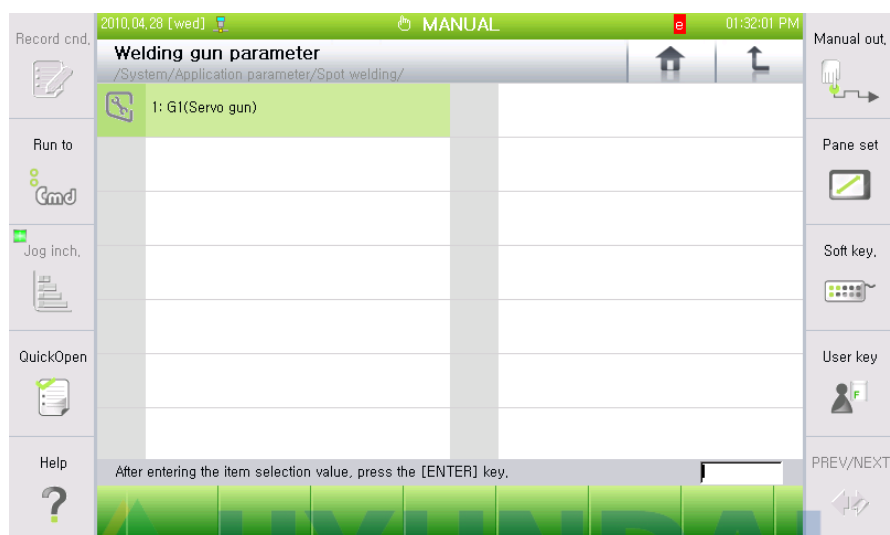 Record cnd,
Run to
Cmd
Jog inch,
QuickOpen
Help
2010,04,28 [wed]
MANUAL
e
01:32:01 PM
Welding gun parameter
/System/Application parameter/Spot welding/
1: G1(Servo gun)
After entering the item selection value, press the [ENTER] key,
HYUNDAI
Manual out,
Pane set
Soft key,
User key
F
PREV/NEXT